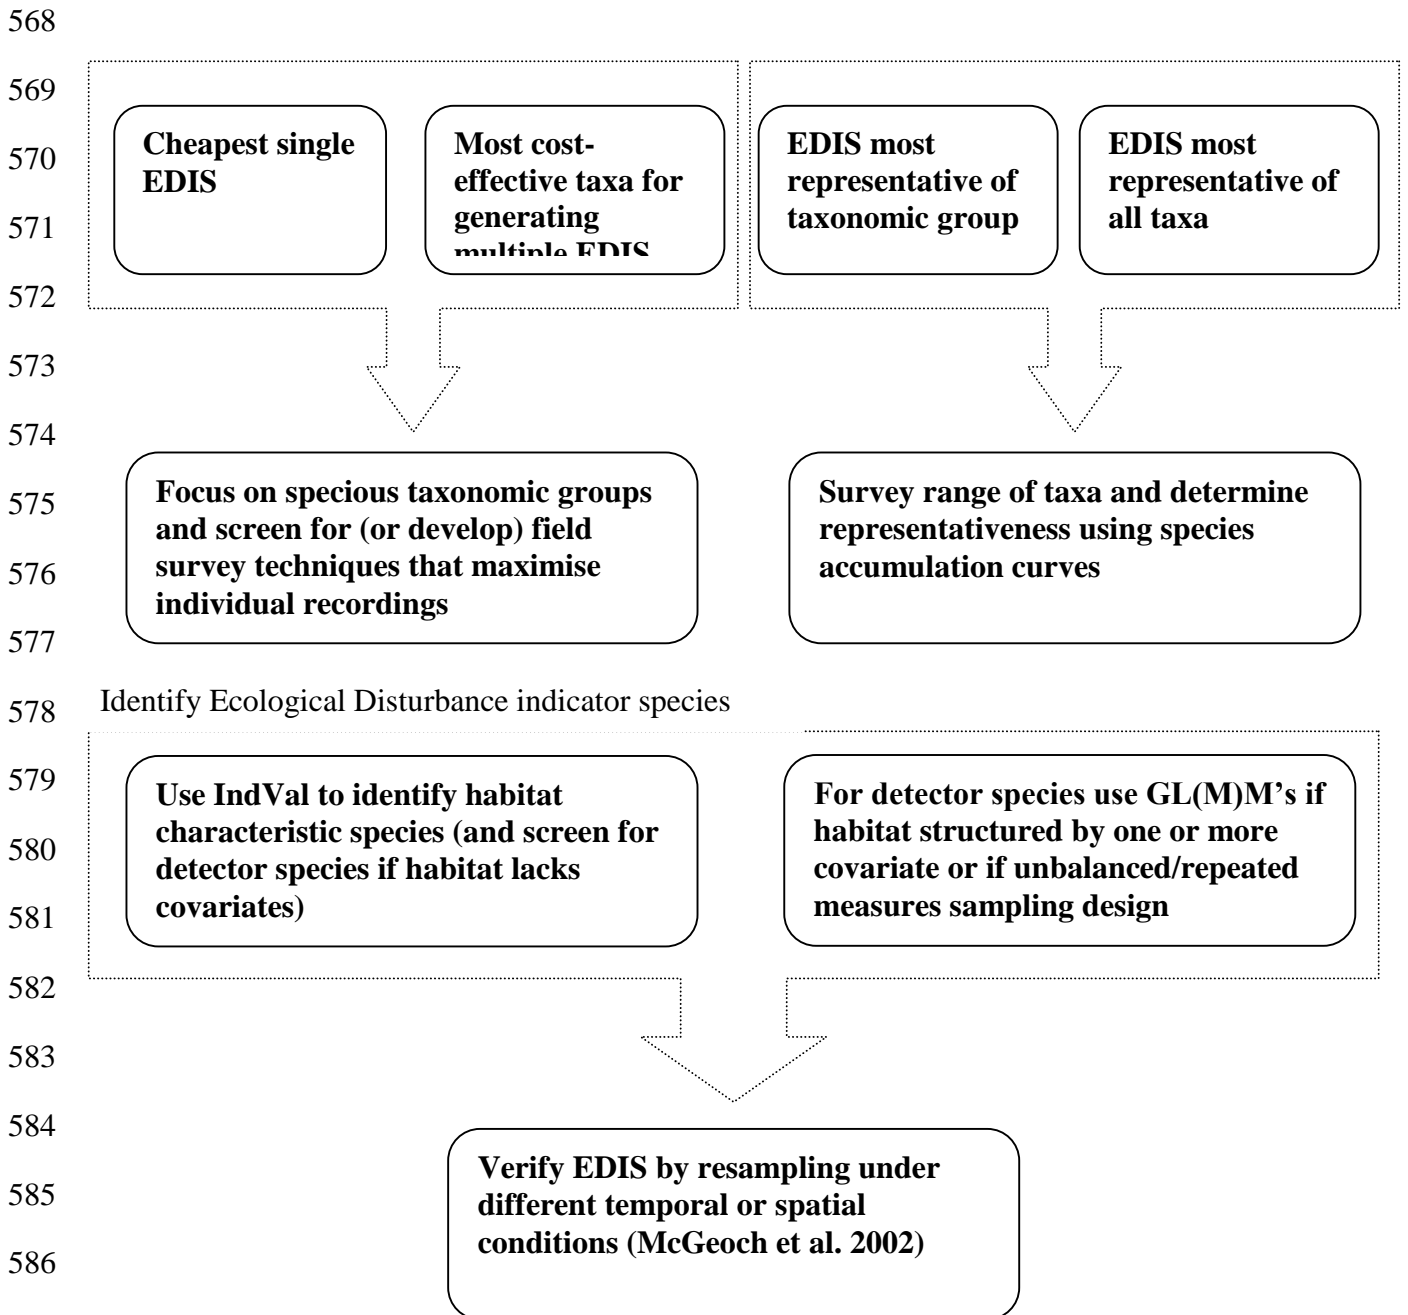 568
569
570
571
572
573
574
575
576
577
578
579
580
581
582
583
584
585
586
Cheapest single
EDIS
Most cost-
effective taxa for
generating
multiple EDIS
EDIS most
representative of
taxonomic group
EDIS most
representative of
all taxa
Focus on specious taxonomic groups
and screen for (or develop) field
survey techniques that maximise
individual recordings
Survey range of taxa and determine
representativeness using species
accumulation curves
Identify Ecological Disturbance indicator species
Use IndVal to identify habitat
characteristic species (and screen for
detector species if habitat lacks
covariates)
For detector species use GL(M)M’s if
habitat structured by one or more
covariate or if unbalanced/repeated
measures sampling design
Verify EDIS by resampling under
different temporal or spatial
conditions (McGeoch et al. 2002)